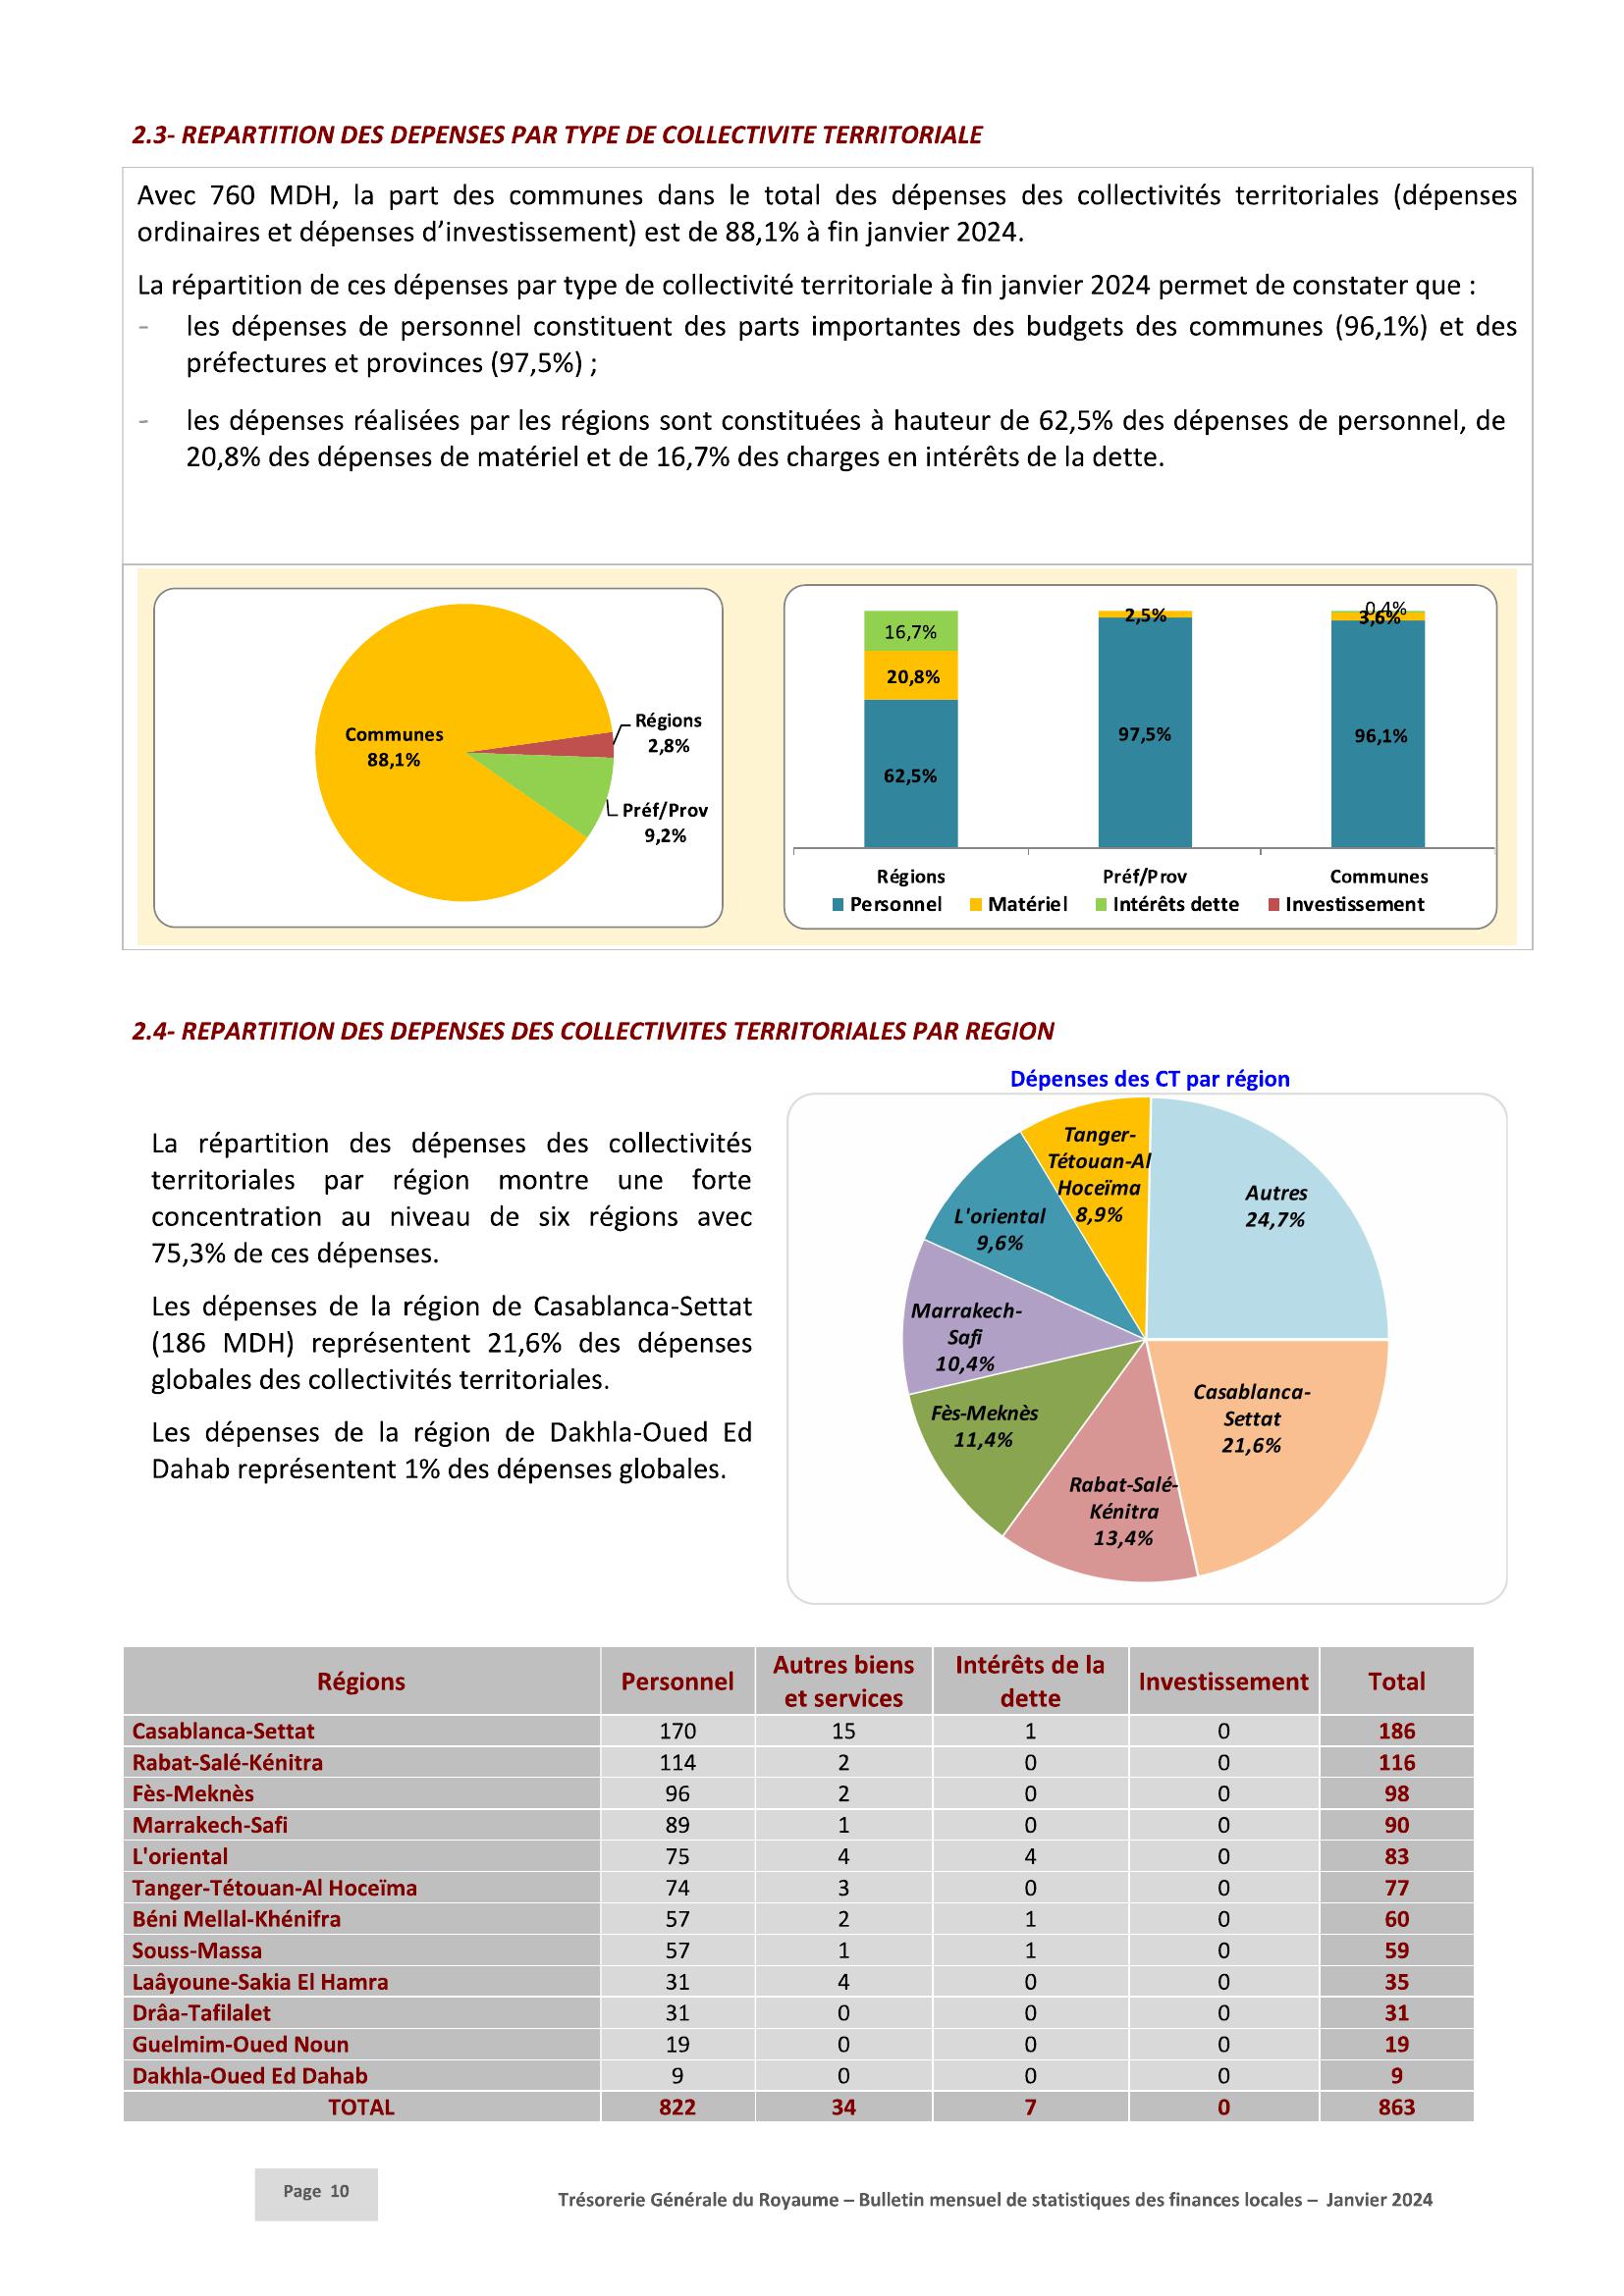 2.3- REPARTITION DES DEPENSES PAR TYPE DE COLLECTIVITE TERRITORIALE
Avec 760 MDH, la part des communes dans le total des dépenses des collectivités territoriales (dépenses
ordinaires et dépenses d’investissement) est de 88,1% à fin janvier 2024.
La répartition de ces dépenses par type de collectivité territoriale à fin janvier 2024 permet de constater que :
- les dépenses de personnel constituent des parts importantes des budgets des communes (96,1%) et des
préfectures et provinces (97,5%) ;
- les dépenses réalisées par les régions sont constituées à hauteur de 62,5% des dépenses de personnel, de
20,8% des dépenses de matériel et de 16,7% des charges en intérêts de la dette.
Communes
88,1%
Régions
2,8%
Préf/Prov
9,2%
16,7%
20,8%
62,5%
2,5%
97,5%
0,4%
3,6%
96,1%
Régions Préf/Prov Communes
Personnel Matériel Intérêts dette Investissement
2.4- REPARTITION DES DEPENSES DES COLLECTIVITES TERRITORIALES PAR REGION
La répartition des dépenses des collectivités
territoriales par région montre une forte
concentration au niveau de six régions avec
75,3% de ces dépenses.
Les dépenses de la région de Casablanca-Settat
(186 MDH) représentent 21,6% des dépenses
globales des collectivités territoriales.
Les dépenses de la région de Dakhla-Oued Ed
Dahab représentent 1% des dépenses globales.
Dépenses des CT par région
Tanger-
Tétouan-Al
Hoceïma
8,9%
Autres
24,7%
L'oriental
9,6%
Marrakech-
Safi
10,4%
Fès-Meknès
11,4%
Casablanca-
Settat
21,6%
Rabat-Salé-
Kénitra
13,4%
Régions Personnel Autres biens et services Intérêts de la dette Investissement Total
Casablanca-Settat 170 15 1 0 186
Rabat-Salé-Kénitra 114 2 0 0 116
Fès-Meknès 96 2 0 0 98
Marrakech-Safi 89 1 0 0 90
L'oriental 75 4 4 0 83
Tanger-Tétouan-Al Hoceïma 74 3 0 0 77
Béni Mellal-Khénifra 57 2 1 0 60
Souss-Massa 57 1 1 0 59
Laâyoune-Sakia El Hamra 31 4 0 0 35
Drâa-Tafilalet 31 0 0 0 31
Guelmim-Oued Noun 19 0 0 0 19
Dakhla-Oued Ed Dahab 9 0 0 0 9
TOTAL 822 34 7 0 863
Page 10
Trésorerie Générale du Royaume – Bulletin mensuel de statistiques des finances locales – Janvier 2024